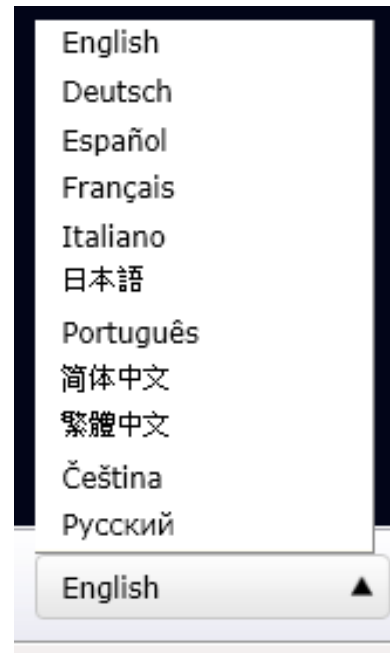 English
Deutsch
Español
Français
Italiano
日本語
Português
简体中文
繁體中文
Čeština
Русский
English